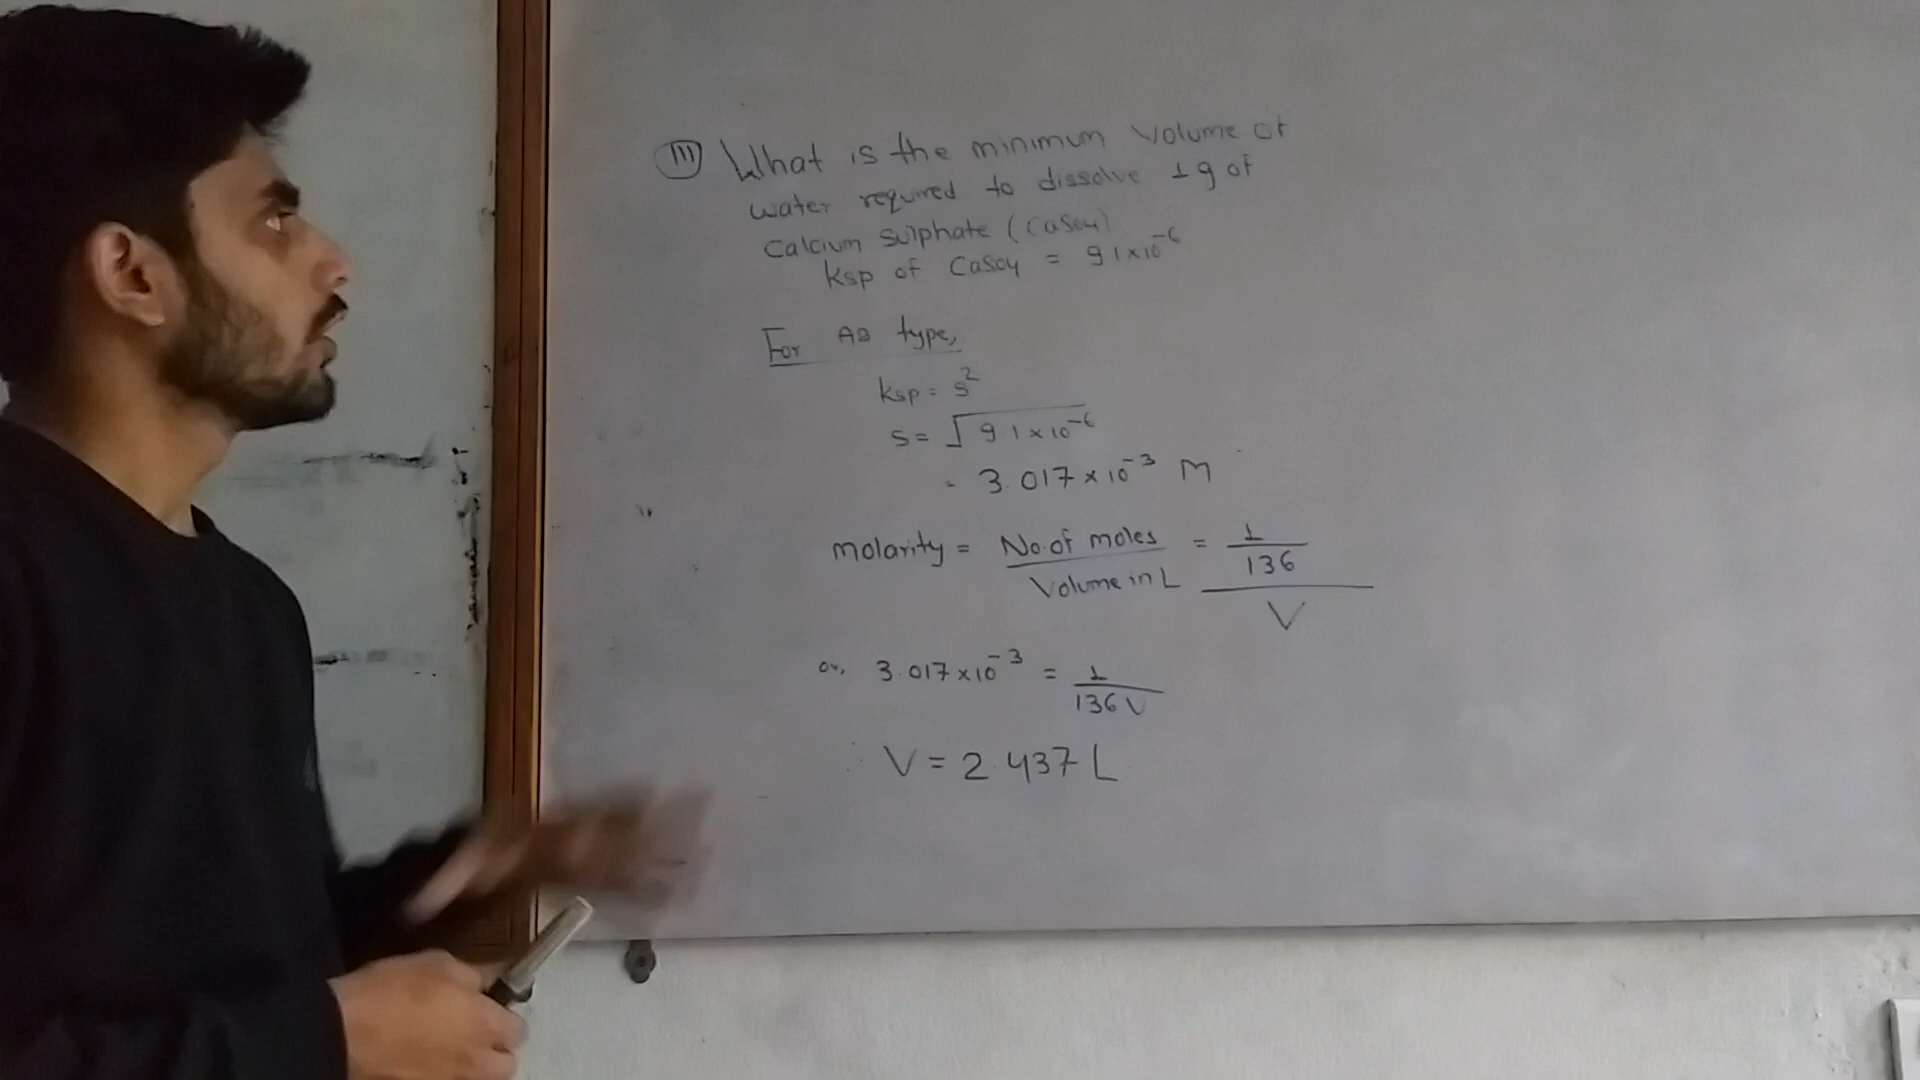 (III) What is the minimum Volume of
water required to dissolve 1g of
Calcium Sulphate (CaSO4)
Ksp of CaSO4 = 9.1×10⁻⁶
For AB type,
Ksp = s²
s = √9.1×10⁻⁶
= 3.017×10⁻³ M
Molarity = No. of moles / Volume in L = 1/136 / V
or, 3.017×10⁻³ = 1/136 V
∴ V = 2.437 L